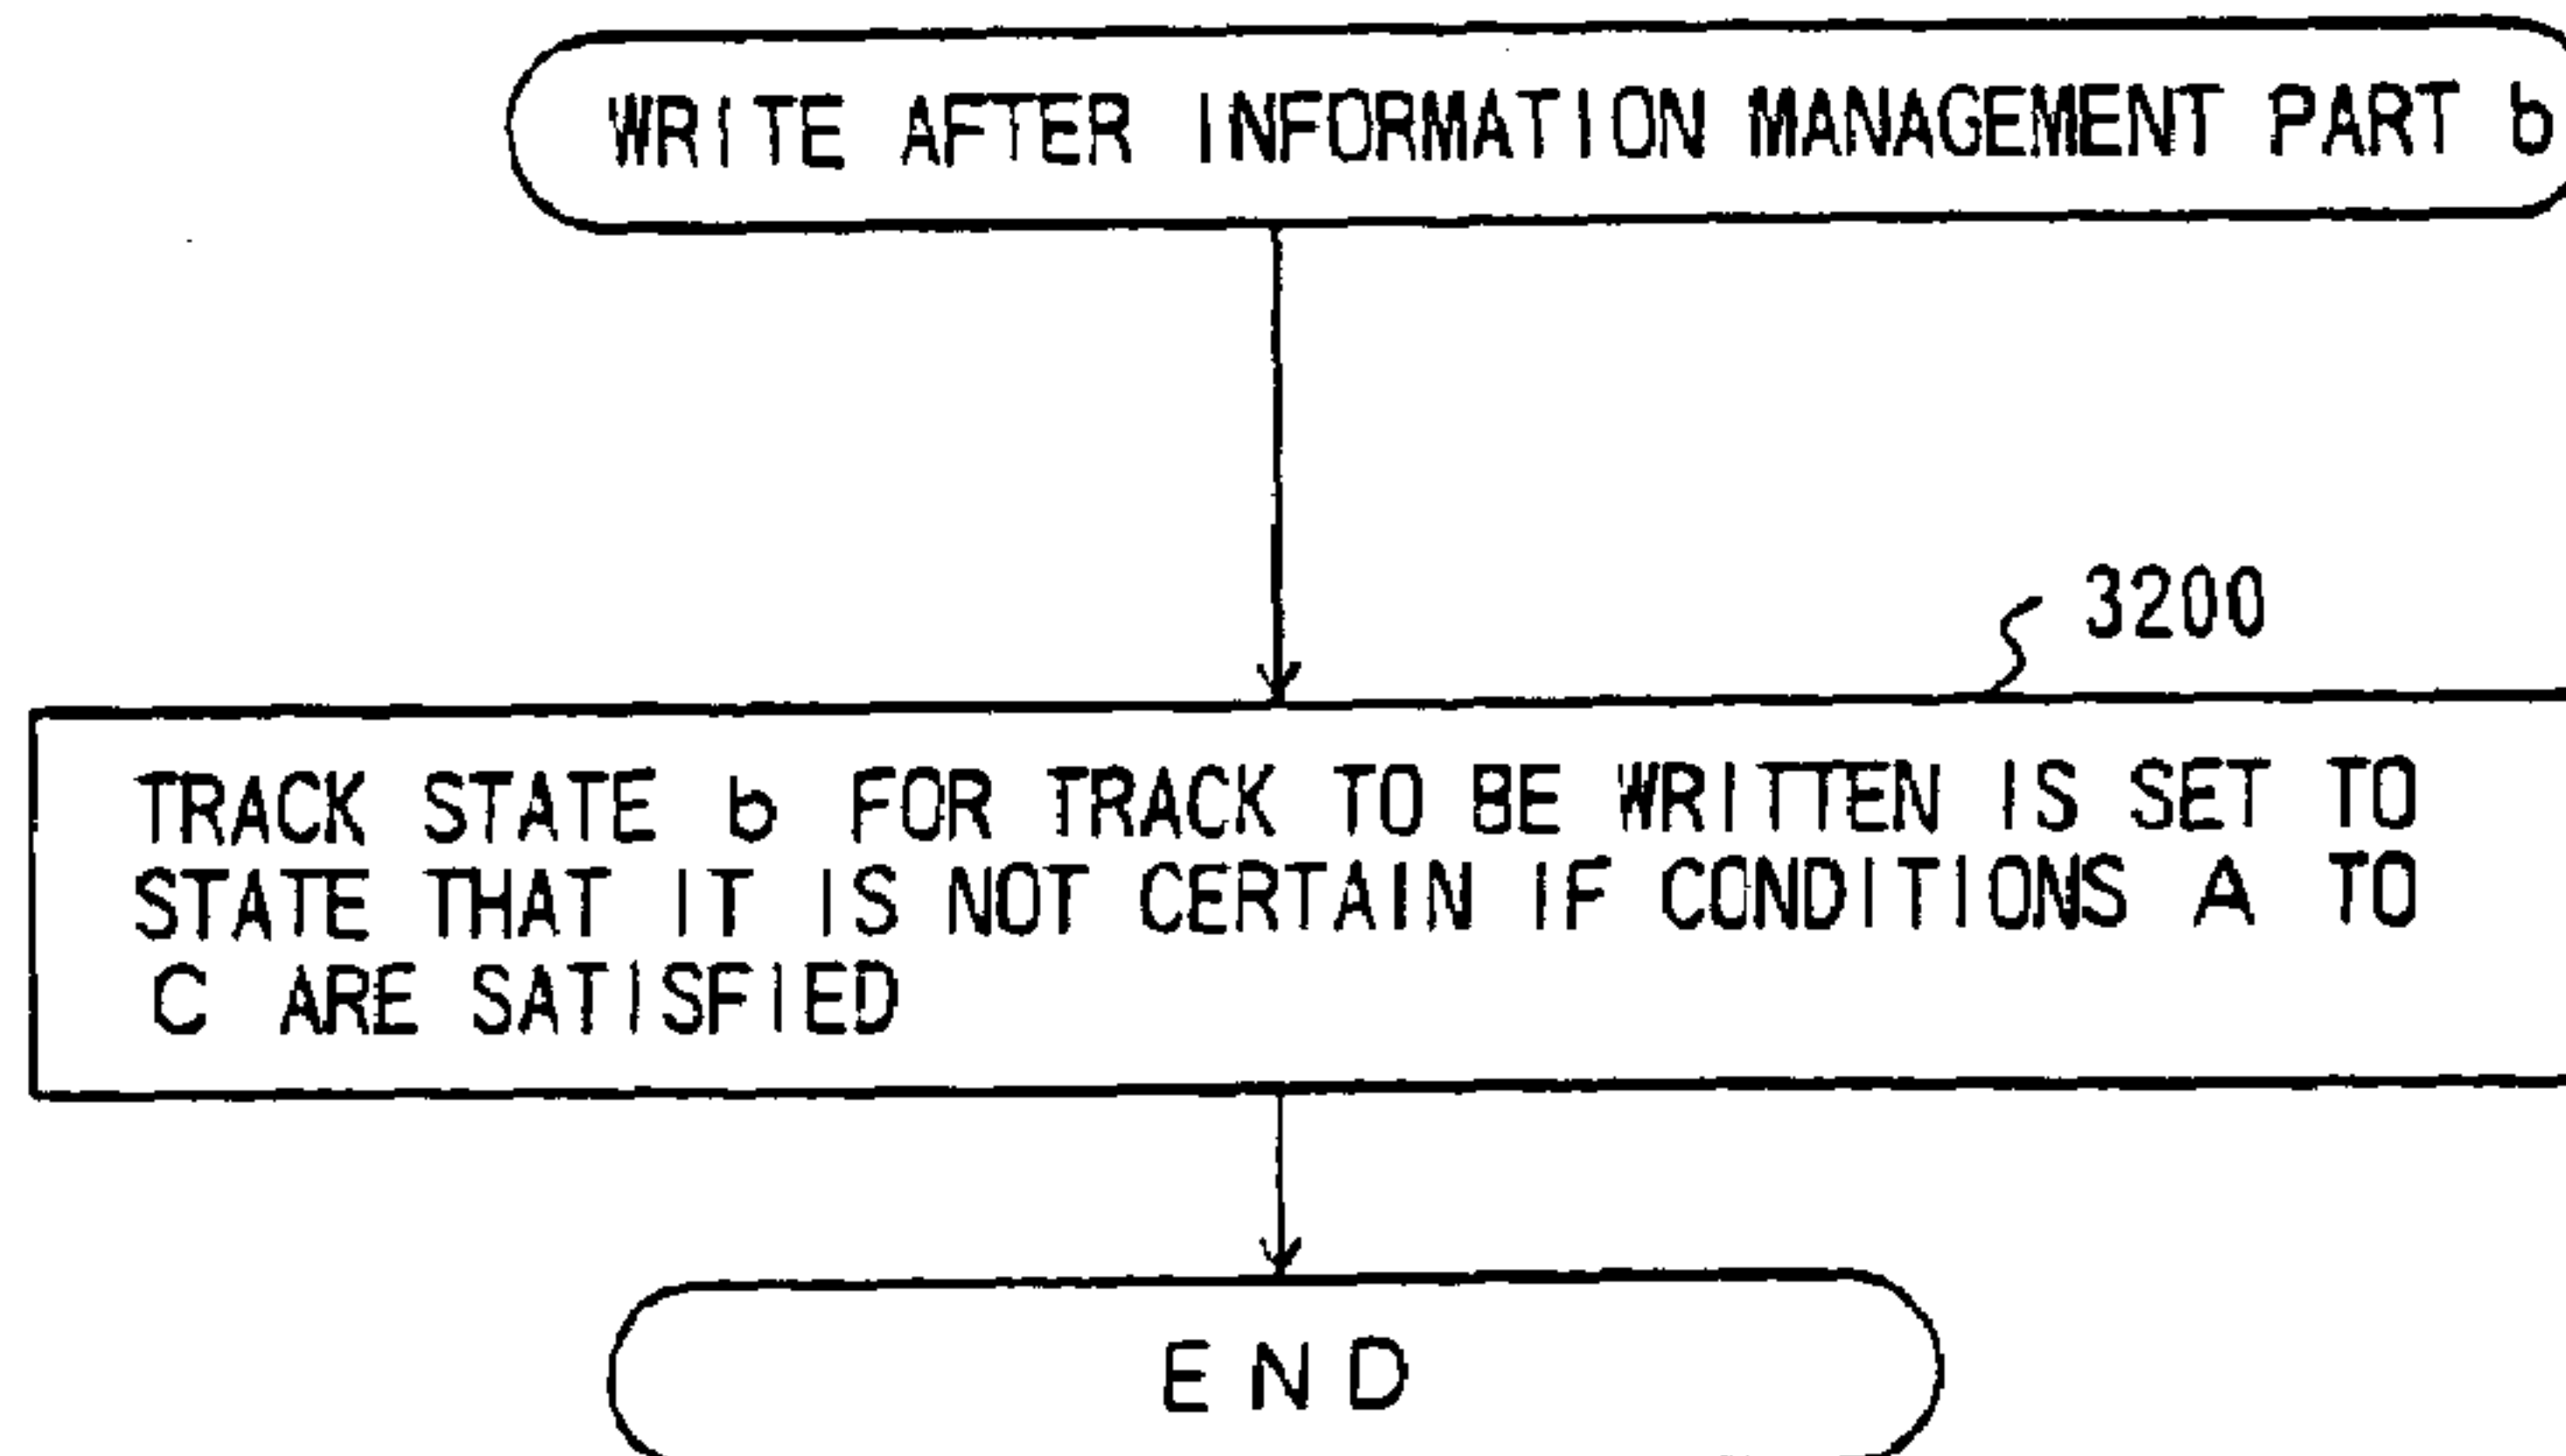 WRITE AFTER INFORMATION MANAGEMENT PART b
3200
TRACK STATE b FOR TRACK TO BE WRITTEN IS SET TO
STATE THAT IT IS NOT CERTAIN IF CONDITIONS A TO
C ARE SATISFIED
END